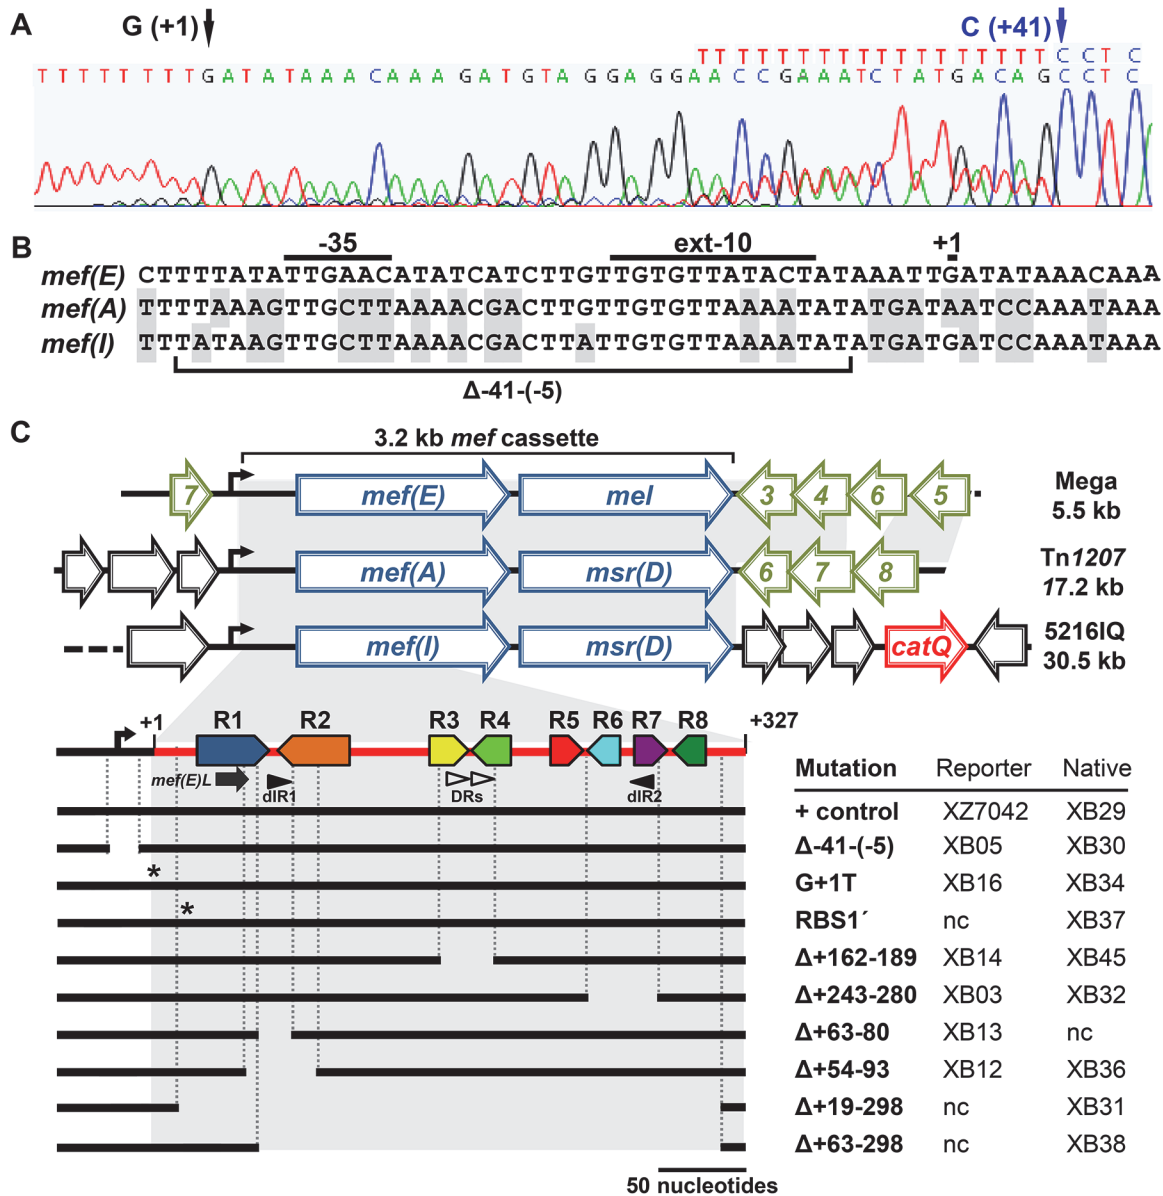 A
G (+1)
C (+41)
T T T T T T T T T T T T T T T T T T C C T C
T T T T T T T T G A T A T A A A C A A A G A T G T A G G A G G A A C C G A A A T C T A T G A C A G C C T C
B
-35
ext-10
+1
mef(E) CTTTTATATTGAACATATCATCTTGTTGTGTTATACTATAAATTGATATAAACAAA
mef(A) TTTTAAAGTTGCTTAAAACGACTTGTTGTGTTAAAATATATGATAATCCAAATAAA
mef(I) TTTATAAGTTGCTTAAAACGACTTATTGTGTTAAAATATATGATGATCCAAATAAA
Δ-41-(-5)
C
3.2 kb mef cassette
7 mef(E) mel 3 4 6 5
Mega
5.5 kb
mef(A) msr(D) 6 7 8
Tn1207
17.2 kb
mef(I) msr(D) catQ
5216IQ
30.5 kb
+1 R1 R2 R3 R4 R5 R6 R7 R8 +327
mef(E)L dIR1 DRs dIR2
Mutation Reporter Native
+ control XZ7042 XB29
Δ-41-(-5) XB05 XB30
* G+1T XB16 XB34
* RBS1´ nc XB37
Δ+162-189 XB14 XB45
Δ+243-280 XB03 XB32
Δ+63-80 XB13 nc
Δ+54-93 XB12 XB36
Δ+19-298 nc XB31
Δ+63-298 nc XB38
50 nucleotides